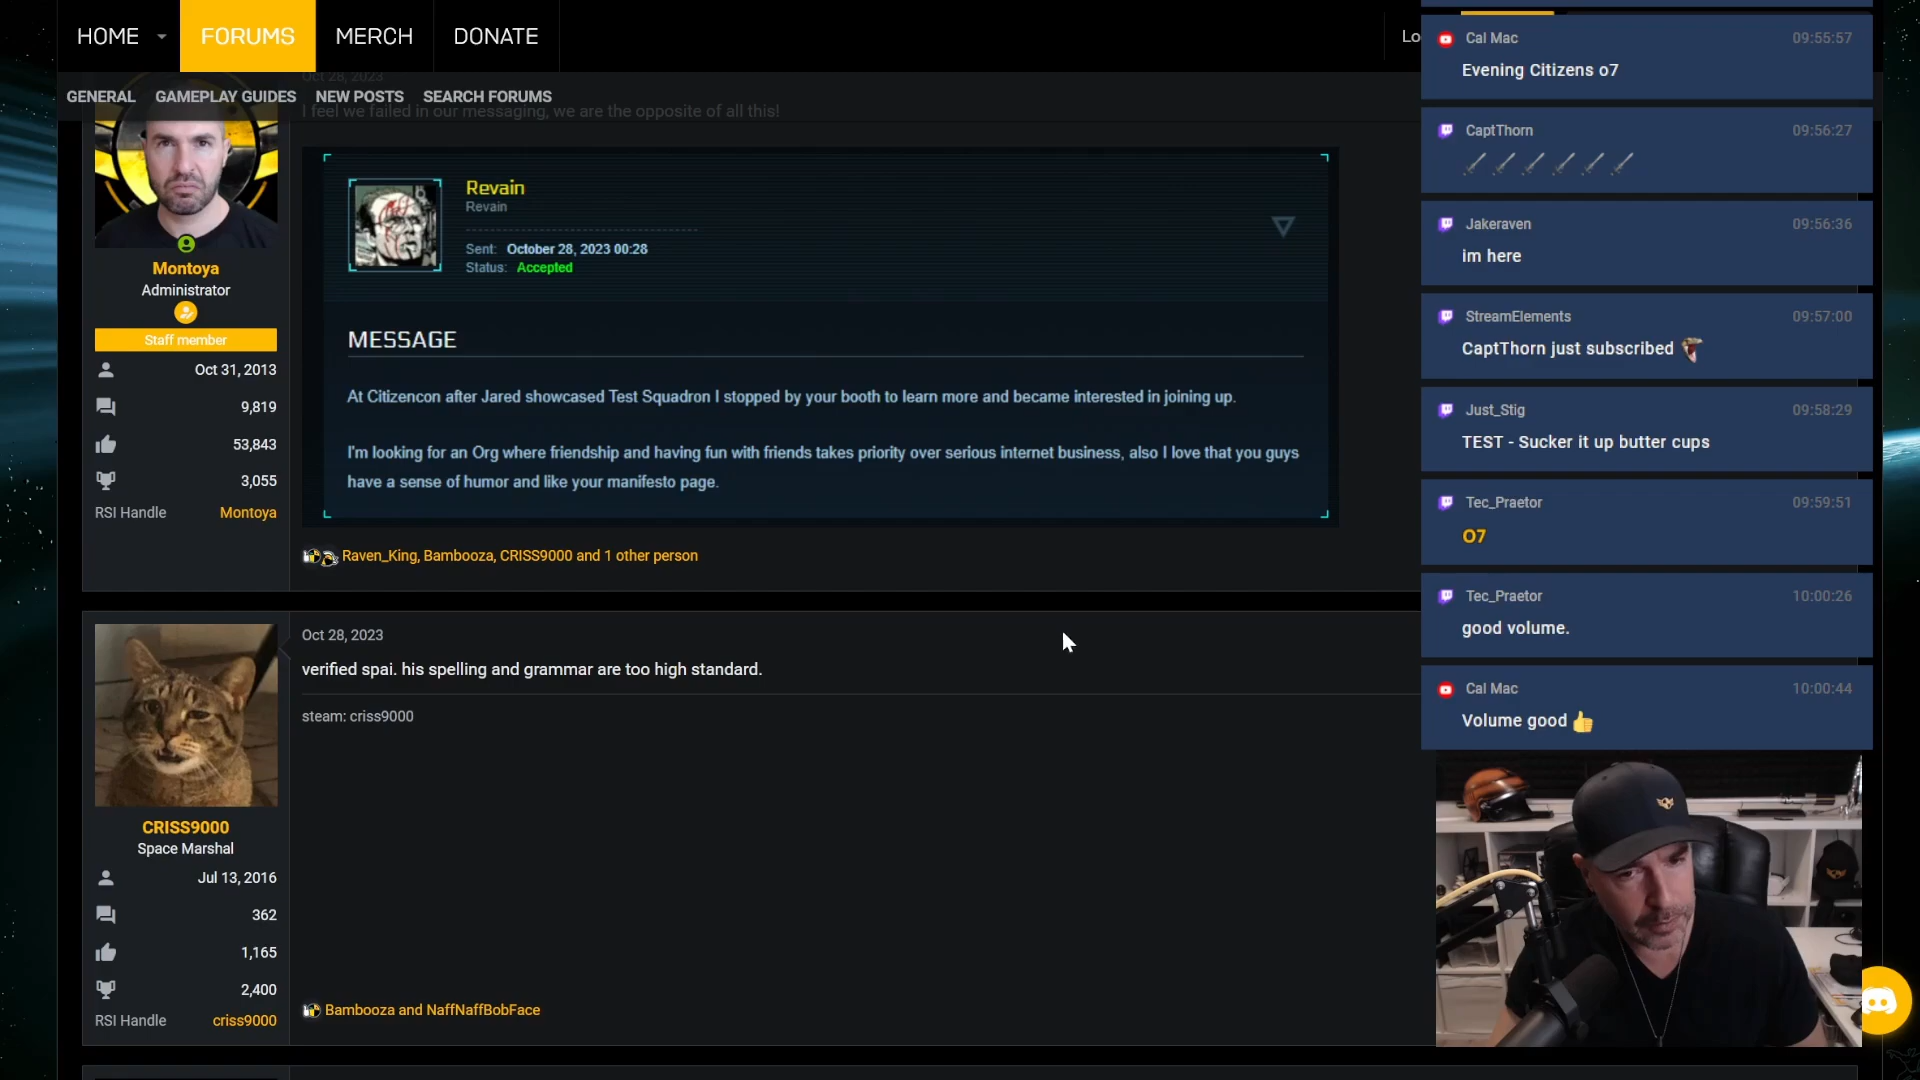 HOME
FORUMS
MERCH
DONATE
Lo
GENERAL
GAMEPLAY GUIDES
NEW POSTS
SEARCH FORUMS
Oct 28, 2023
I feel we failed in our messaging, we are the opposite of all this!
Montoya
Administrator
Staff member
Oct 31, 2013
9,819
53,843
3,055
RSI Handle Montoya
Revain
Revain
Sent: October 28, 2023 00:28
Status: Accepted
MESSAGE
At Citizencon after Jared showcased Test Squadron I stopped by your booth to learn more and became interested in joining up.
I'm looking for an Org where friendship and having fun with friends takes priority over serious internet business, also I love that you guys
have a sense of humor and like your manifesto page.
Raven_King, Bambooza, CRISS9000 and 1 other person
CRISS9000
Space Marshal
Jul 13, 2016
362
1,165
2,400
RSI Handle criss9000
Oct 28, 2023
verified spai. his spelling and grammar are too high standard.
steam: criss9000
Bambooza and NaffNaffBobFace
Cal Mac 09:55:57
Evening Citizens o7
CaptThorn 09:56:27
Jakeraven 09:56:36
im here
StreamElements 09:57:00
CaptThorn just subscribed
Just_Stig 09:58:29
TEST - Sucker it up butter cups
Tec_Praetor 09:59:51
O7
Tec_Praetor 10:00:26
good volume.
Cal Mac 10:00:44
Volume good 👍